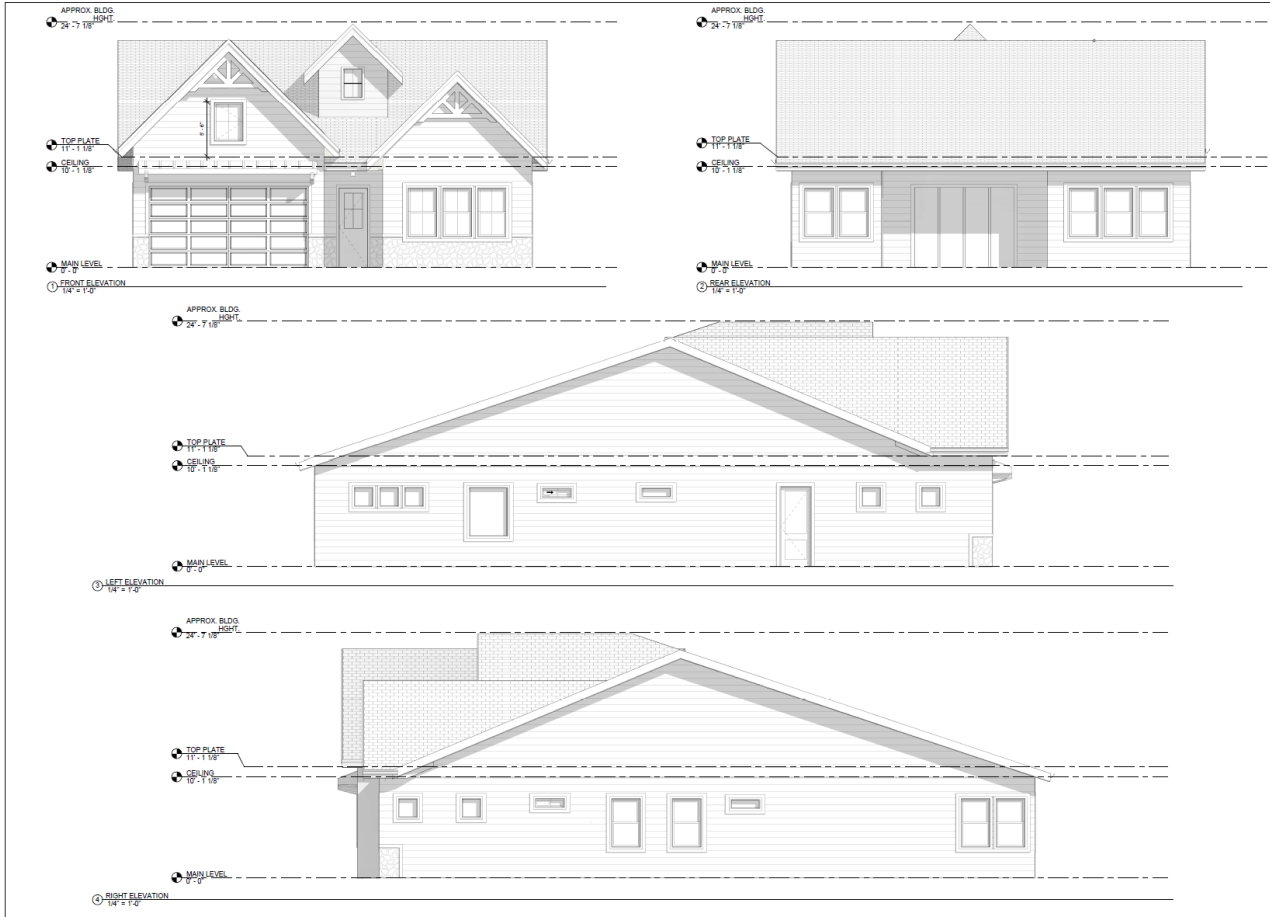 APPROX. BLDG.
HGHT.
24' - 7 1/8"
TOP PLATE
11' - 1 1/8"
CEILING
10' - 1 1/8"
MAIN LEVEL
0' - 0"
1 FRONT ELEVATION
1/4" = 1'-0"
APPROX. BLDG.
HGHT.
24' - 7 1/8"
TOP PLATE
11' - 1 1/8"
CEILING
10' - 1 1/8"
MAIN LEVEL
0' - 0"
2 REAR ELEVATION
1/4" = 1'-0"
APPROX. BLDG.
HGHT.
24' - 7 1/8"
TOP PLATE
11' - 1 1/8"
CEILING
10' - 1 1/8"
MAIN LEVEL
0' - 0"
3 LEFT ELEVATION
1/4" = 1'-0"
APPROX. BLDG.
HGHT.
24' - 7 1/8"
TOP PLATE
11' - 1 1/8"
CEILING
10' - 1 1/8"
MAIN LEVEL
0' - 0"
4 RIGHT ELEVATION
1/4" = 1'-0"